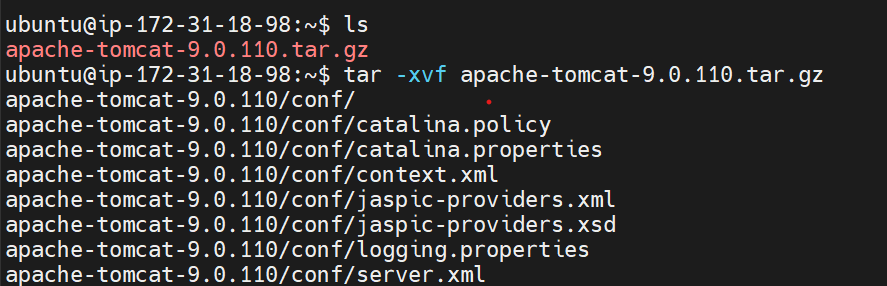 ubuntu@ip-172-31-18-98:~$ ls
apache-tomcat-9.0.110.tar.gz
ubuntu@ip-172-31-18-98:~$ tar -xvf apache-tomcat-9.0.110.tar.gz
apache-tomcat-9.0.110/conf/
apache-tomcat-9.0.110/conf/catalina.policy
apache-tomcat-9.0.110/conf/catalina.properties
apache-tomcat-9.0.110/conf/context.xml
apache-tomcat-9.0.110/conf/jaspic-providers.xml
apache-tomcat-9.0.110/conf/jaspic-providers.xsd
apache-tomcat-9.0.110/conf/logging.properties
apache-tomcat-9.0.110/conf/server.xml